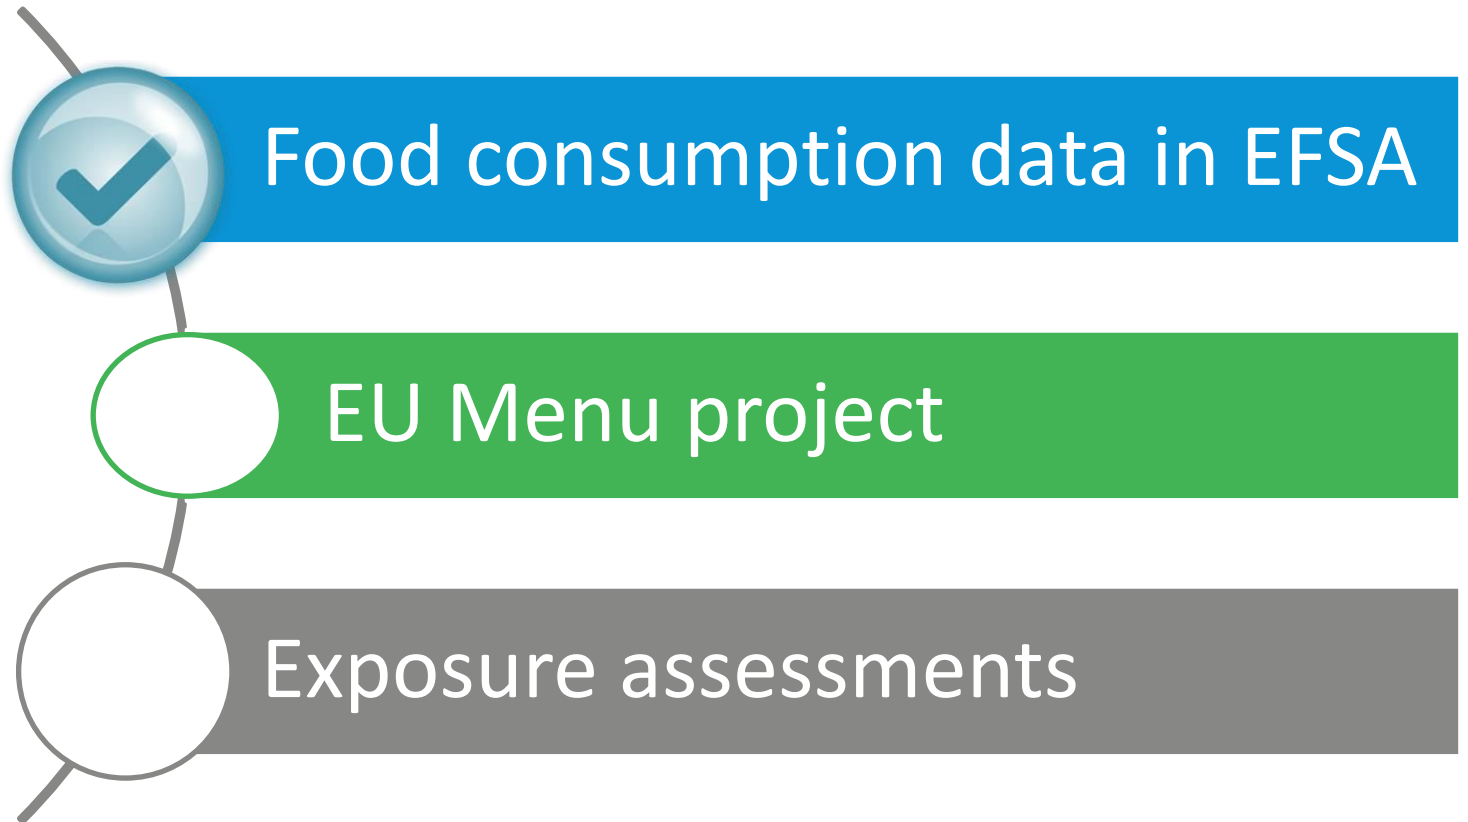 Food consumption data in EFSA
EU Menu project
Exposure assessments